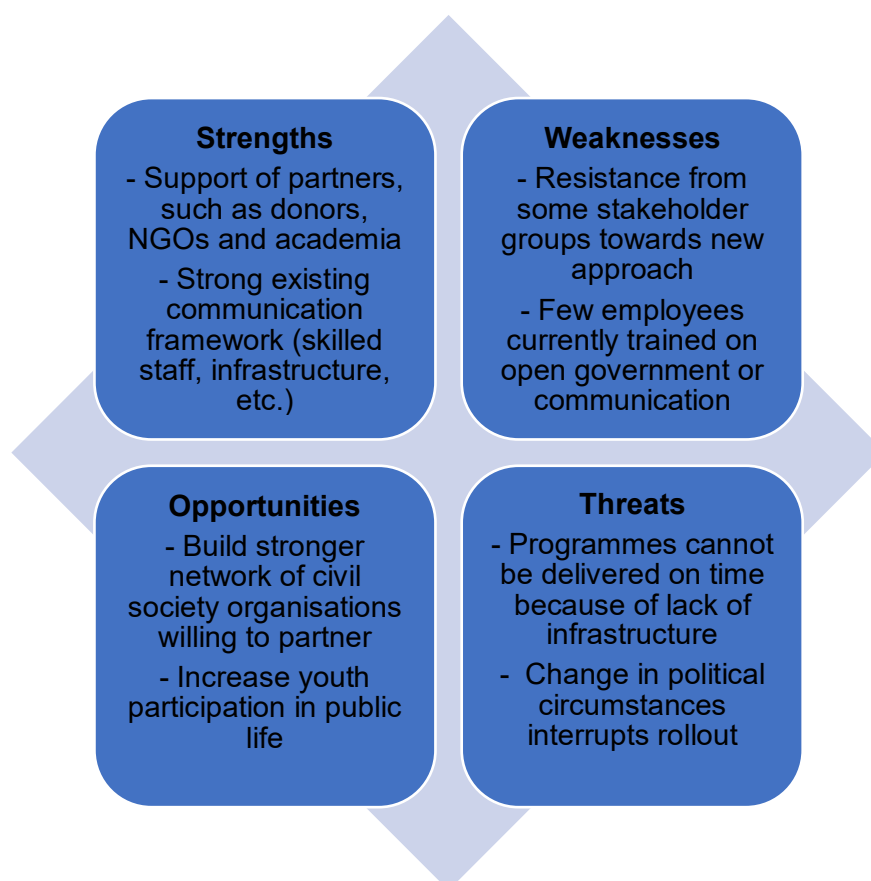 Strengths
- Support of partners,
such as donors,
NGOs and academia
- Strong existing
communication
framework (skilled
staff, infrastructure,
etc.)
Weaknesses
- Resistance from
some stakeholder
groups towards new
approach
- Few employees
currently trained on
open government or
communication
Opportunities
- Build stronger
network of civil
society organisations
willing to partner
- Increase youth
participation in public
life
Threats
- Programmes cannot
be delivered on time
because of lack of
infrastructure
- Change in political
circumstances
interrupts rollout